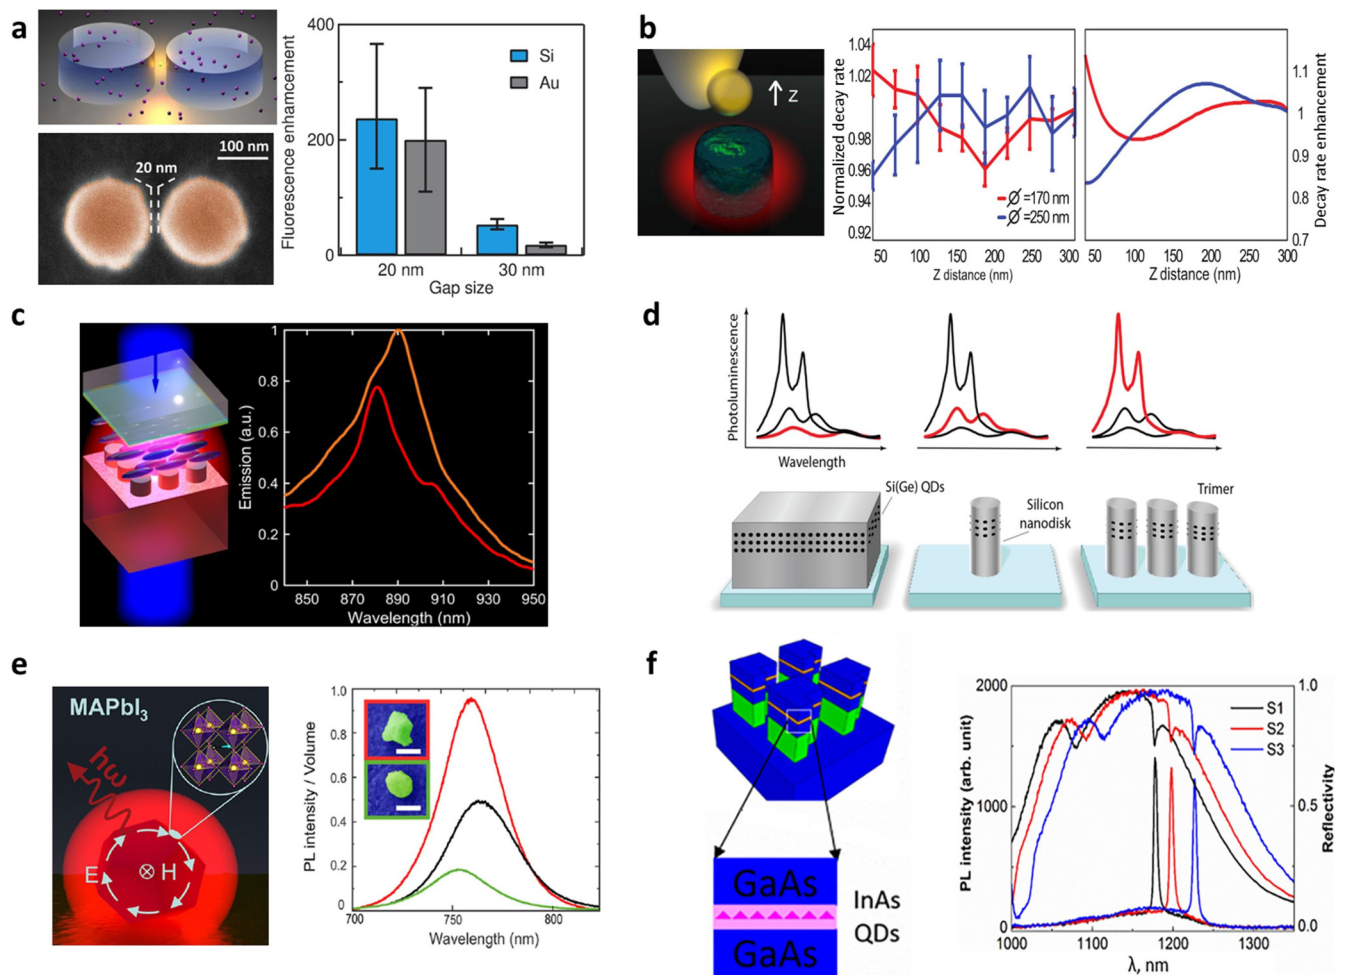 a
20 nm
100 nm
Fluorescence enhancement
400
200
0
Si
Au
20 nm
30 nm
Gap size
b
Z
Normalized decay rate
1.04
1.02
1.00
0.98
0.96
0.94
0.92
Ø =170 nm
Ø =250 nm
50 100 150 200 250 300
Z distance (nm)
50 100 150 200 250 300
Z distance (nm)
1.1
1
0.9
0.8
0.7
Decay rate enhancement
c
Emission (a.u.)
1
0.8
0.6
0.4
0.2
0
850 870 890 910 930 950
Wavelength (nm)
d
Photoluminescence
Wavelength
Si(Ge) QDs
Silicon
nanodisk
Trimer
e
MAPbI3
ħω
E
H
PL intensity / Volume
1.0
0.8
0.6
0.4
0.2
0
700 750 800
Wavelength (nm)
f
GaAs
InAs
QDs
GaAs
PL intensity (arb. unit)
2000
1000
0
S1
S2
S3
1.0
0.5
0.0
Reflectivity
1000 1100 1200 1300
λ, nm